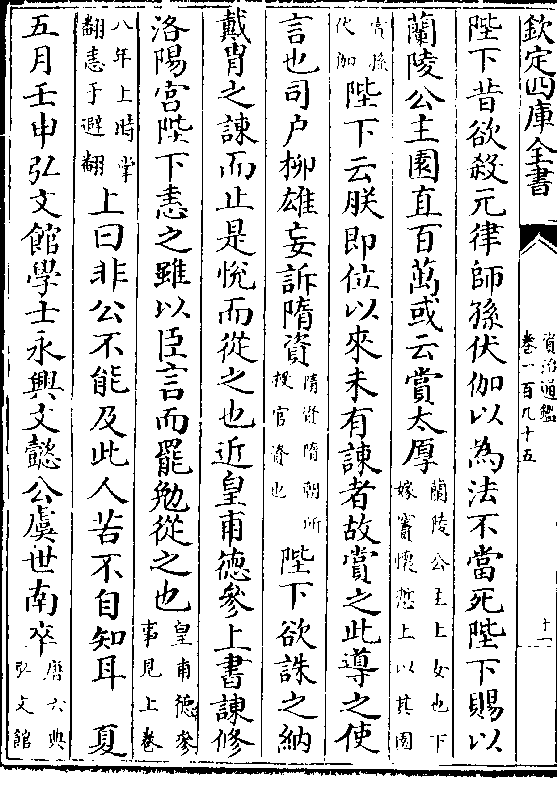 欽定四庫全書
資治通鑑
卷一百九十五
十一
陛下昔欲殺元律師孫伏伽以為法不當死陛下賜以
蘭陵公主園直百萬或云賞太厚
蘭陵公主上女也下
嫁竇懷悊上以其園
賞孫
伏伽
陛下云朕即位以來未有諫者故賞之此導之使
言也司户柳雄妄訴隋資
隋資隋朝所
授官資也
陛下欲誅之納
戴胄之諫而止是悅而從之也近皇甫德參上書諫修
洛陽宫陛下恚之雖以臣言而罷勉從之也
皇甫德參
事見上卷
八年上時掌
翻恚于避翻
上曰非公不能及此人苦不自知耳　夏
五月壬申弘文館學士永興文懿公虞世南卒
唐六典
弘文館